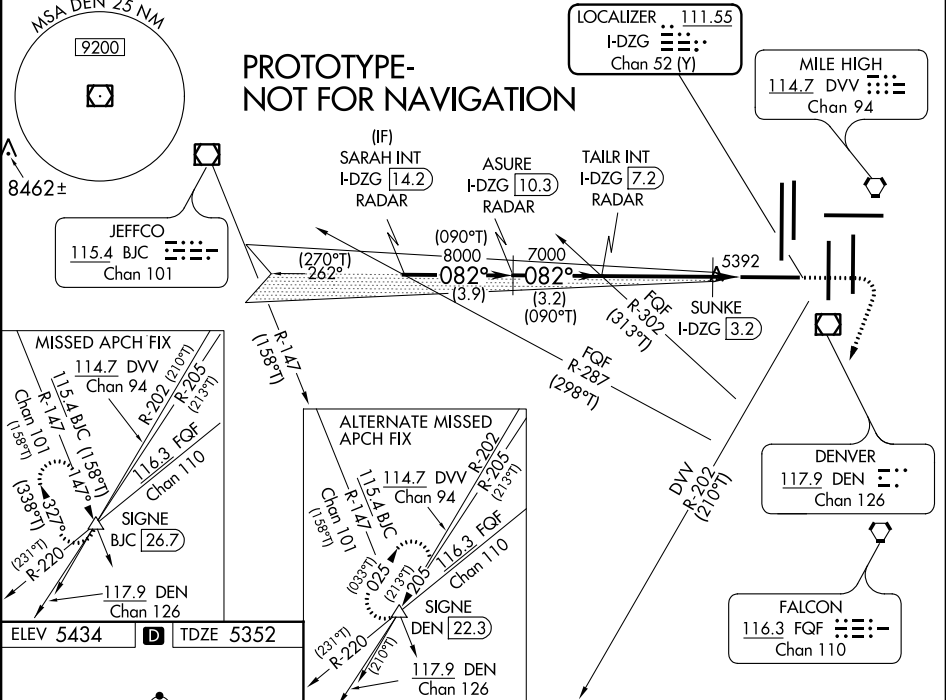 MSA DEN 25 NM
9200
8462±
PROTOTYPE-
NOT FOR NAVIGATION
LOCALIZER 111.55
I-DZG
Chan 52 (Y)
MILE HIGH
114.7 DVV
Chan 94
JEFFCO
115.4 BJC
Chan 101
(IF)
SARAH INT
I-DZG 14.2
RADAR
ASURE
I-DZG 10.3
RADAR
TAILR INT
I-DZG 7.2
RADAR
(270°T)
262°
(090°T)
8000
082°
(3.9)
7000
082°
(3.2)
(090°T)
5392
SUNKE
I-DZG 3.2
FQF
R-302
(313°T)
FQF
R-287
(298°T)
R-147
(158°T)
DVV
R-202
(210°T)
DENVER
117.9 DEN
Chan 126
FALCON
116.3 FQF
Chan 110
MISSED APCH FIX
114.7 DVV
Chan 94
R-202 (210°T)
R-205
(213°T)
115.4 BJC (158°T)
R-147
Chan 101
(158°T)
147°
116.3 FQF
Chan 110
327°
(338°T)
SIGNE
BJC 26.7
(231°T)
R-220
117.9 DEN
Chan 126
ALTERNATE MISSED
APCH FIX
114.7 DVV
Chan 94
R-202
R-205
(213°T)
115.4 BJC
R-147
Chan 101
(158°T)
116.3 FQF
Chan 110
(033°T)
025
(213°T)
205
SIGNE
DEN 22.3
(231°T)
R-220
(210°T)
117.9 DEN
Chan 126
ELEV 5434
D
TDZE 5352